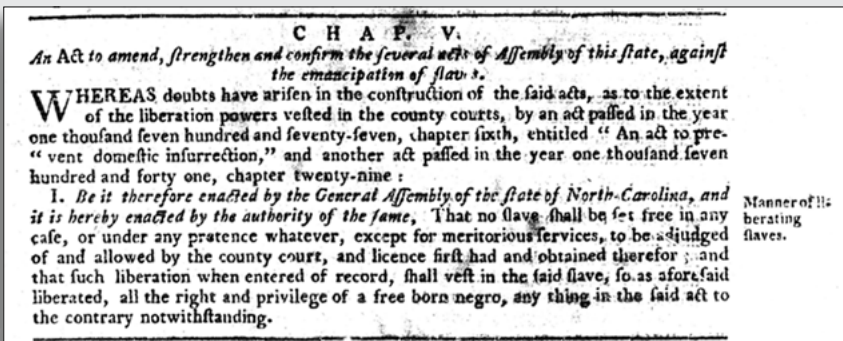 C H A P. V.
An Act to amend, ſtrengthen and confirm the ſeveral acts of Aſſembly of this ſtate, againſt
the emancipation of ſlaves.
WHEREAS doubts have ariſen in the conſtruction of the ſaid acts, as to the extent
of the liberation powers veſted in the county courts, by an act paſſed in the year
one thouſand ſeven hundred and ſeventy-ſeven, chapter ſixth, entitled “ An act to pre-
“ vent domeſtic inſurrection,” and another act paſſed in the year one thouſand ſeven
hundred and forty one, chapter twenty-nine :
I. Be it therefore enacted by the General Aſſembly of the ſtate of North-Carolina, and
it is hereby enacted by the authority of the ſame, That no ſlave ſhall be ſet free in any
caſe, or under any pretence whatever, except for meritorious ſervices, to be adjudged
of and allowed by the county court, and licence firſt had and obtained therefor ; and
that ſuch liberation when entered of record, ſhall veſt in the ſaid ſlave, ſo as aforeſaid
liberated, all the right and privilege of a free born negro, any thing in the ſaid act to
the contrary notwithſtanding.
Manner of li-
berating
ſlaves.